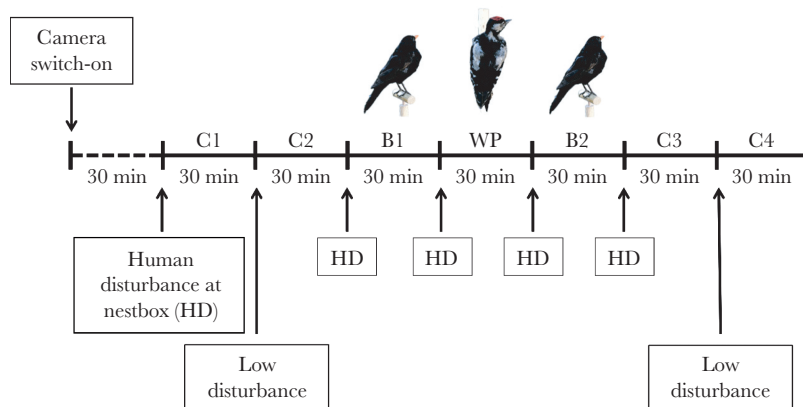 Camera
switch-on
C1 C2 B1 WP B2 C3 C4
30 min 30 min 30 min 30 min 30 min 30 min 30 min 30 min
HD HD HD HD
Human
disturbance at
nestbox (HD)
Low
disturbance
Low
disturbance